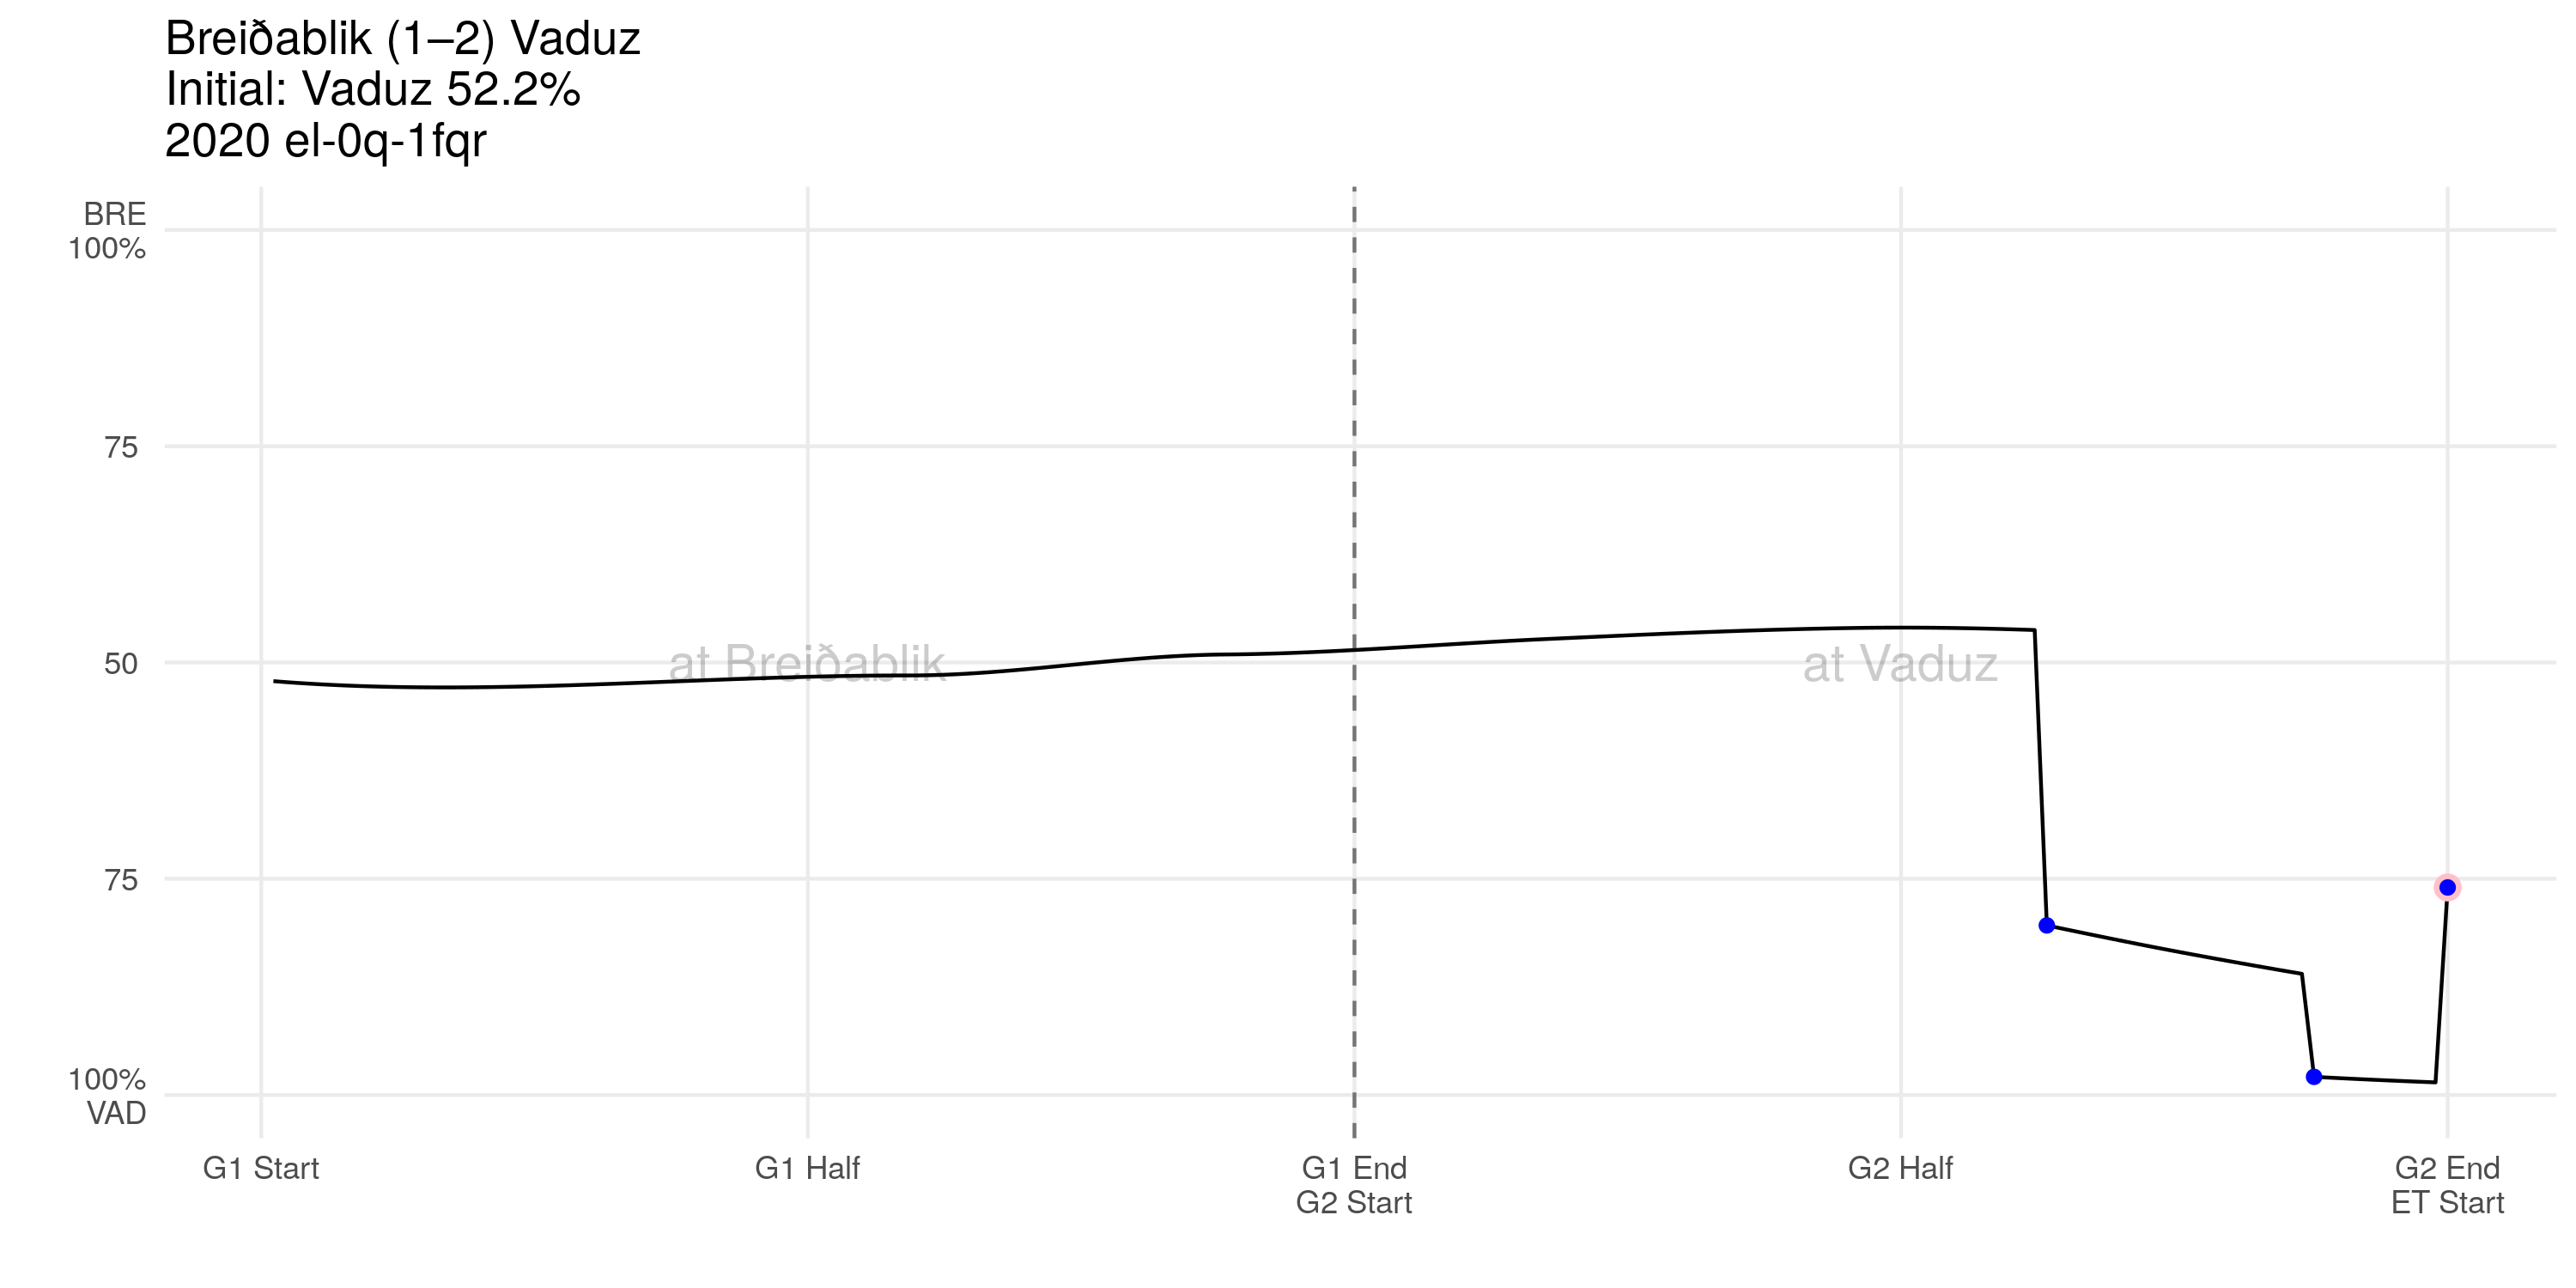 Breiðablik (1–2) Vaduz
Initial: Vaduz 52.2%
2020 el-0q-1fqr
BRE
100%
75
50
75
100%
VAD
at Breiðablik
at Vaduz
G1 Start
G1 Half
G1 End
G2 Start
G2 Half
G2 End
ET Start